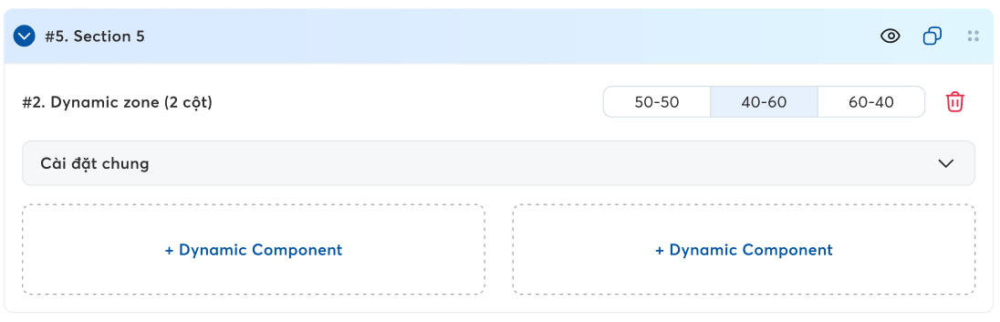 #5. Section 5
#2. Dynamic zone (2 cột)
50-50
40-60
60-40
Cài đặt chung
+ Dynamic Component
+ Dynamic Component